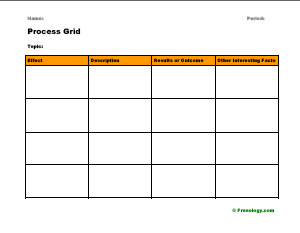 Name: Period:
Process Grid
Topic:
Effect Description Results or Outcome Other Interesting Facts
© Freeology.com